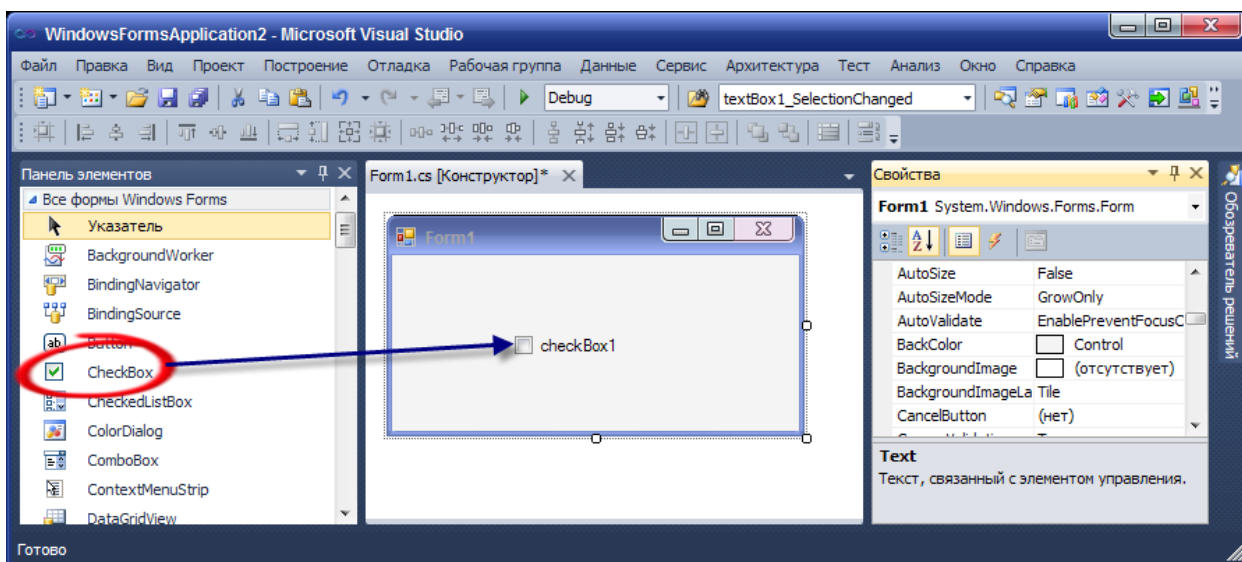 WindowsFormsApplication2 - Microsoft Visual Studio
Файл Правка Вид Проект Построение Отладка Рабочая группа Данные Сервис Архитектура Тест Анализ Окно Справка
Debug textBox1_SelectionChanged
Панель элементов
Все формы Windows Forms
Указатель
BackgroundWorker
BindingNavigator
BindingSource
ab Button
CheckBox
CheckedListBox
ColorDialog
ComboBox
ContextMenuStrip
DataGridView
Form1.cs [Конструктор]*
Form1
checkBox1
Свойства
Form1 System.Windows.Forms.Form
AutoSize False
AutoSizeMode GrowOnly
AutoValidate EnablePreventFocusC
BackColor Control
BackgroundImage (отсутствует)
BackgroundImageLa Tile
CancelButton (нет)
Text
Текст, связанный с элементом управления.
Обозреватель решений
Готово